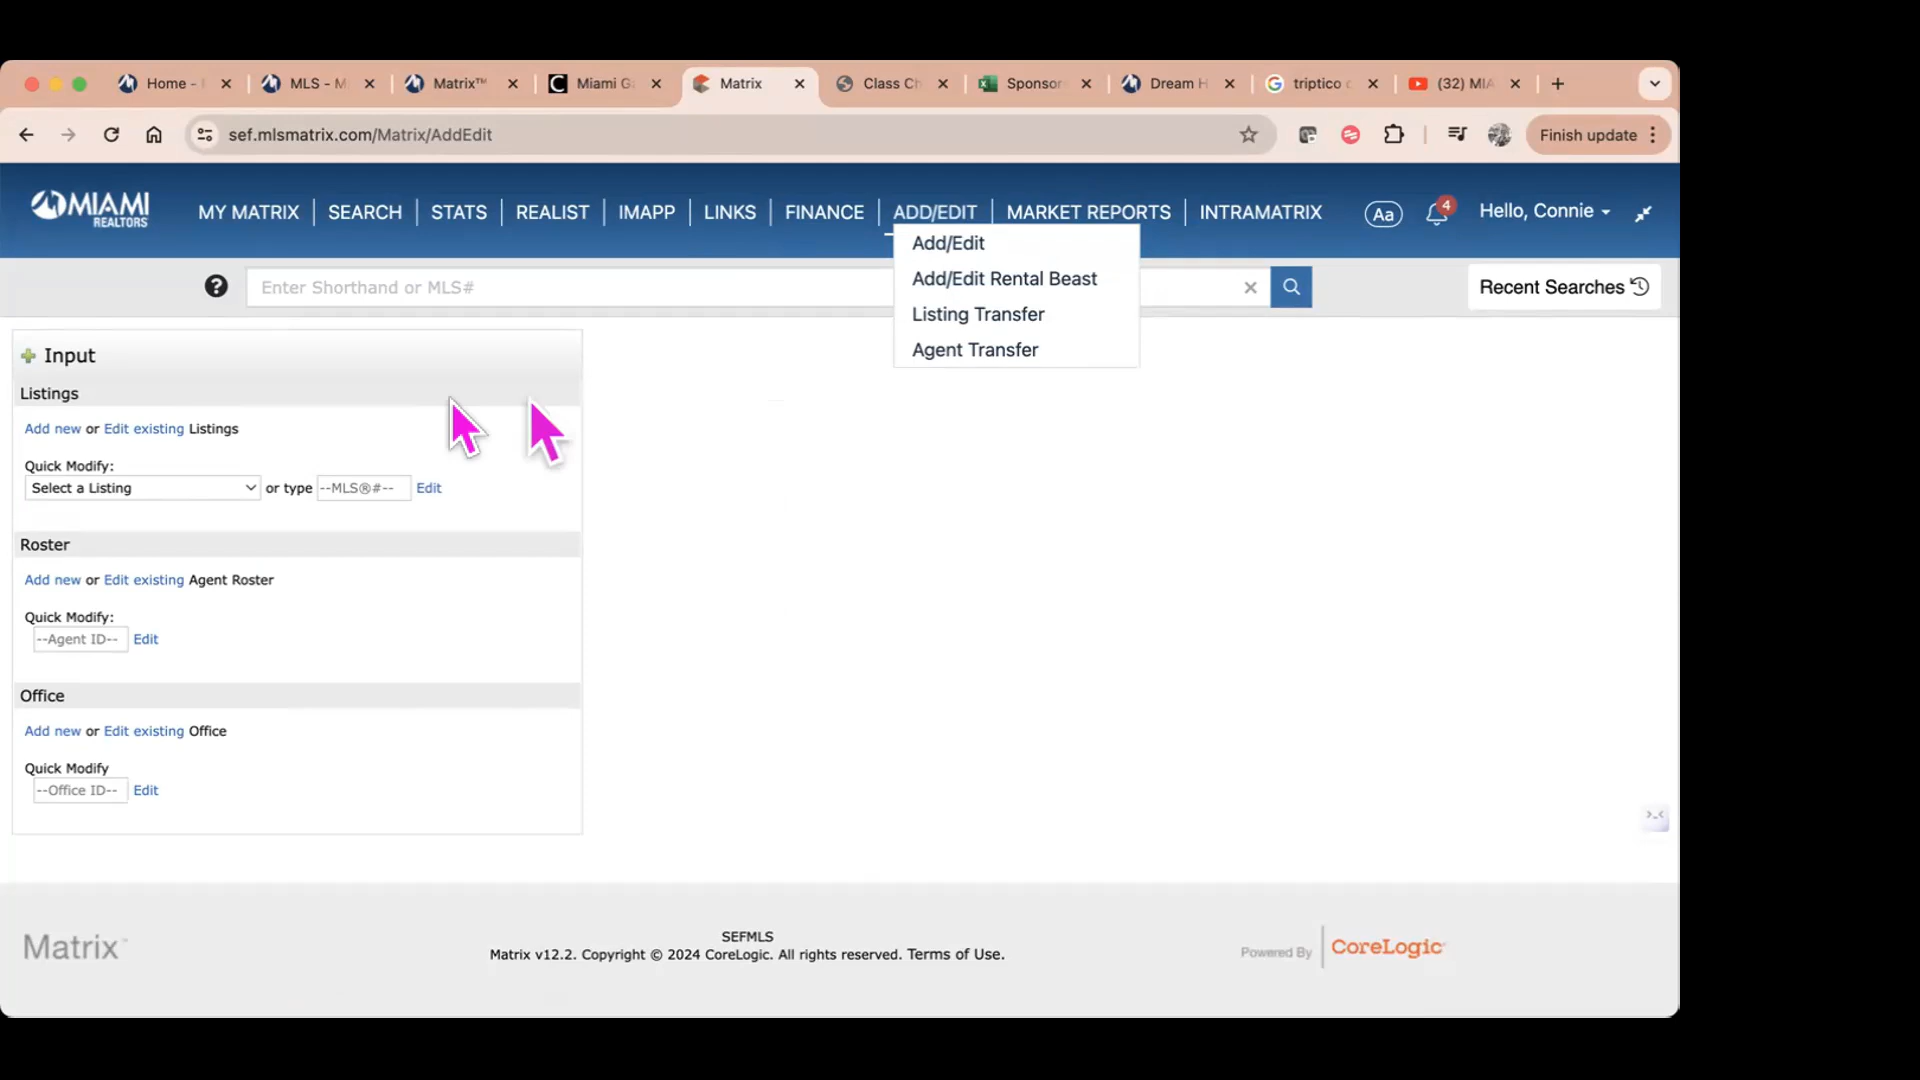 Home -
MLS - M
Matrix™
Miami G
Matrix
Class Ch
Sponsor
Dream H
triptico
(32) MIA
sef.mlsmatrix.com/Matrix/AddEdit
Finish update
MIAMI
REALTORS
MY MATRIX
SEARCH
STATS
REALIST
IMAPP
LINKS
FINANCE
ADD/EDIT
MARKET REPORTS
INTRAMATRIX
Aa
4
Hello, Connie
Add/Edit
Add/Edit Rental Beast
Listing Transfer
Agent Transfer
Enter Shorthand or MLS#
Recent Searches
Input
Listings
Add new or Edit existing Listings
Quick Modify:
Select a Listing or type --MLS®#-- Edit
Roster
Add new or Edit existing Agent Roster
Quick Modify:
--Agent ID-- Edit
Office
Add new or Edit existing Office
Quick Modify
--Office ID-- Edit
Matrix™
SEFMLS
Matrix v12.2. Copyright © 2024 CoreLogic. All rights reserved. Terms of Use.
Powered By
CoreLogic